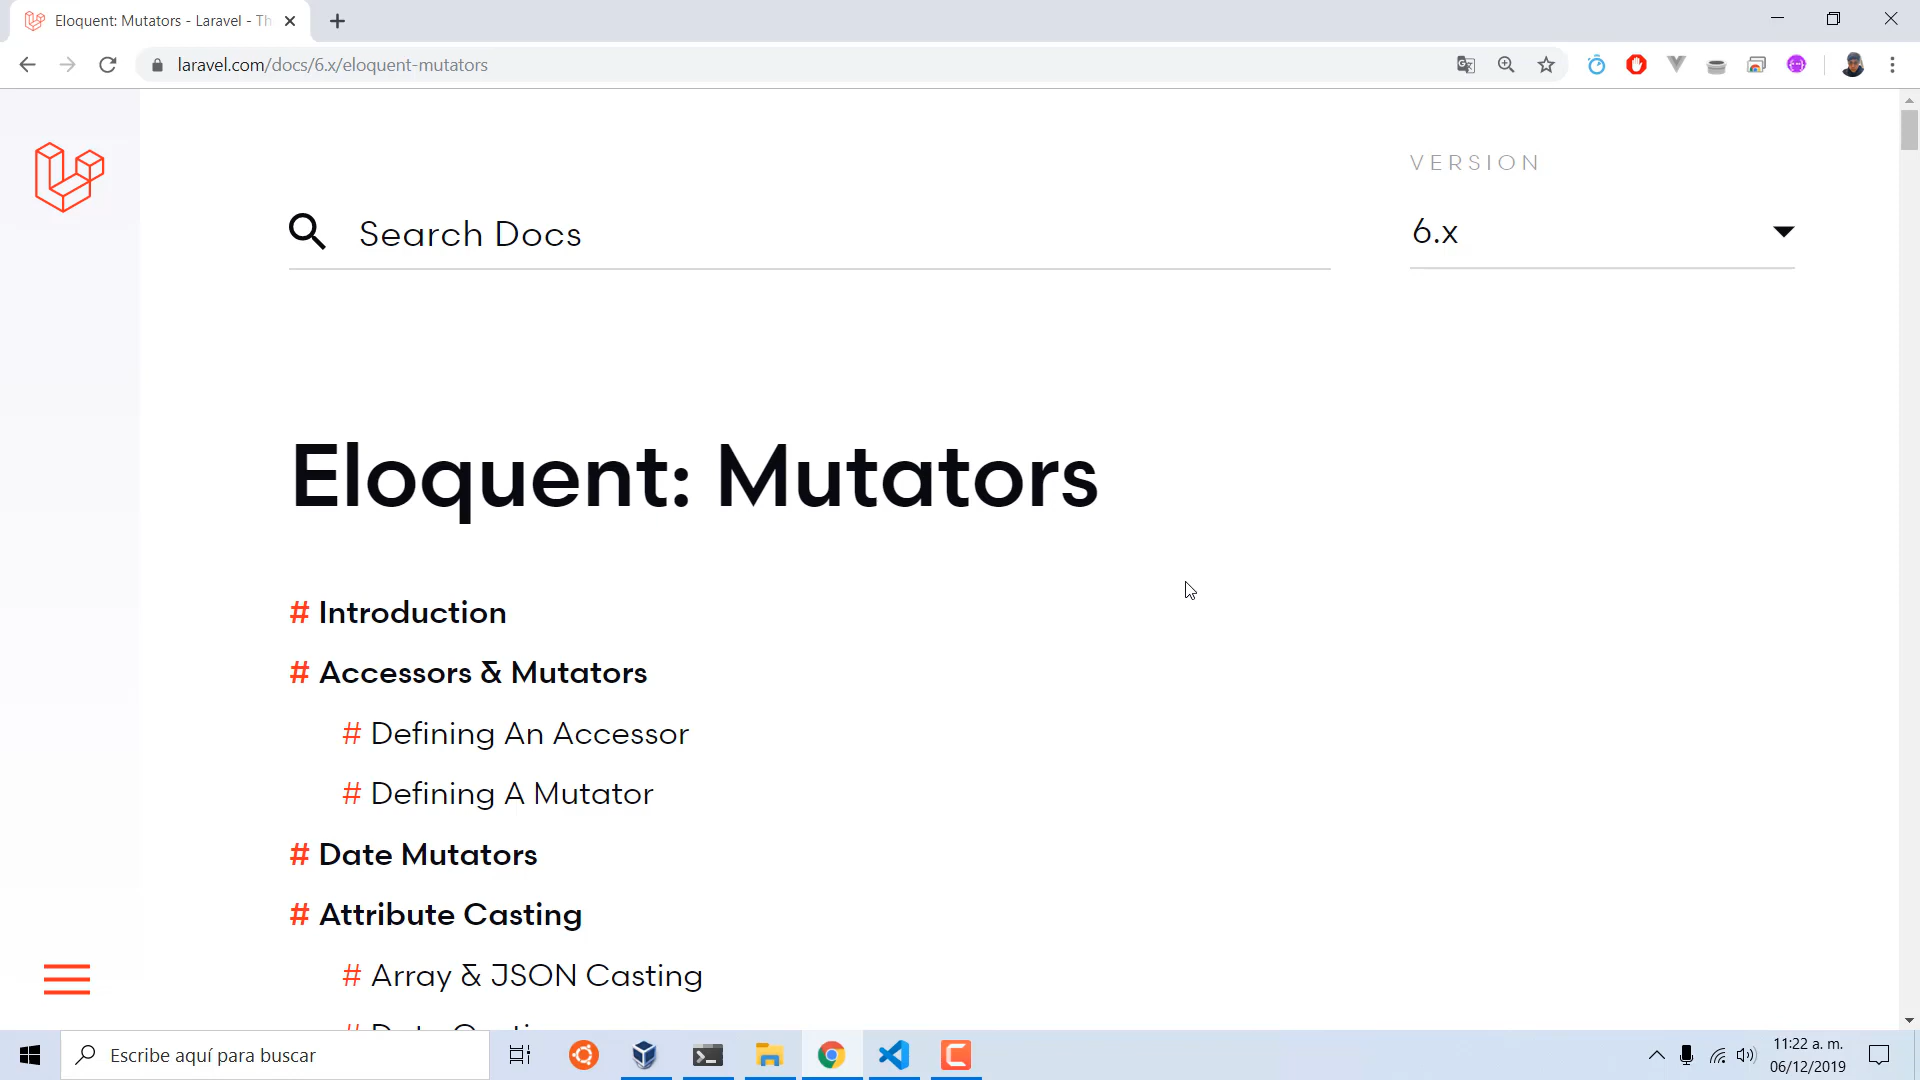 Eloquent: Mutators - Laravel - Th
laravel.com/docs/6.x/eloquent-mutators
VERSION
Search Docs
6.x
Eloquent: Mutators
# Introduction
# Accessors & Mutators
# Defining An Accessor
# Defining A Mutator
# Date Mutators
# Attribute Casting
# Array & JSON Casting
Escribe aquí para buscar
11:22 a. m.
06/12/2019